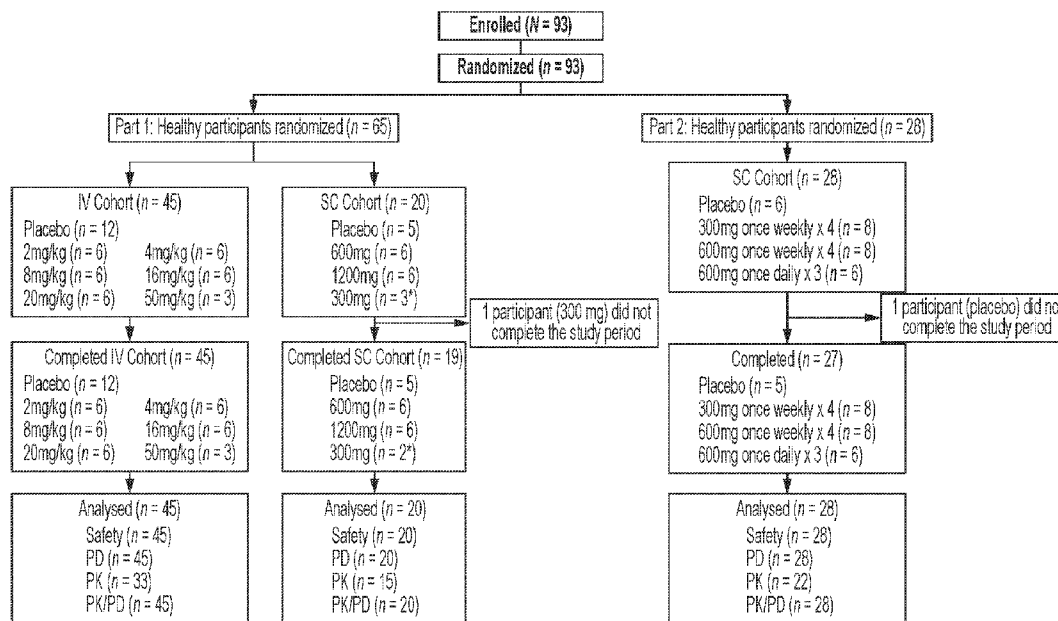 Enrolled (N = 93)
Randomized (n = 93)
Part 1: Healthy participants randomized (n = 65)
IV Cohort (n = 45)
Placebo (n = 12)
2mg/kg (n = 6) 4mg/kg (n = 6)
8mg/kg (n = 6) 16mg/kg (n = 6)
20mg/kg (n = 6) 50mg/kg (n = 3)
Completed IV Cohort (n = 45)
Placebo (n = 12)
2mg/kg (n = 6) 4mg/kg (n = 6)
8mg/kg (n = 6) 16mg/kg (n = 6)
20mg/kg (n = 6) 50mg/kg (n = 3)
Analysed (n = 45)
Safety (n = 45)
PD (n = 45)
PK (n = 33)
PK/PD (n = 45)
SC Cohort (n = 20)
Placebo (n = 5)
600mg (n = 6)
1200mg (n = 6)
300mg (n = 3*)
1 participant (300 mg) did not
complete the study period
Completed SC Cohort (n = 19)
Placebo (n = 5)
600mg (n = 6)
1200mg (n = 6)
300mg (n = 2*)
Analysed (n = 20)
Safety (n = 20)
PD (n = 20)
PK (n = 15)
PK/PD (n = 20)
Part 2: Healthy participants randomized (n = 28)
SC Cohort (n = 28)
Placebo (n = 6)
300mg once weekly x 4 (n = 8)
600mg once weekly x 4 (n = 8)
600mg once daily x 3 (n = 6)
1 participant (placebo) did not
complete the study period
Completed (n = 27)
Placebo (n = 5)
300mg once weekly x 4 (n = 8)
600mg once weekly x 4 (n = 8)
600mg once daily x 3 (n = 6)
Analysed (n = 28)
Safety (n = 28)
PD (n = 28)
PK (n = 22)
PK/PD (n = 28)